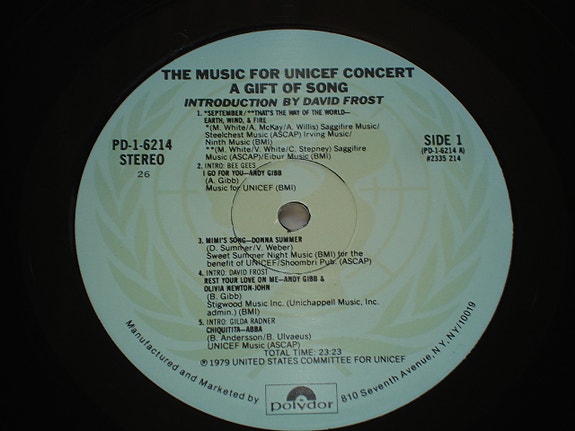 THE MUSIC FOR UNICEF CONCERT
A GIFT OF SONG
INTRODUCTION BY DAVID FROST
PD-1-6214
STEREO
26
SIDE 1
(PD-1-6214 A)
#2335 214
1. *SEPTEMBER/**THAT'S THE WAY OF THE WORLD—
EARTH, WIND, & FIRE
*(M. White/A. McKay/A. Willis) Saggifire Music/
Steelchest Music (ASCAP) Irving Music/
Ninth Music (BMI)
**(M. White/V. White/C. Stepney) Saggifire
Music (ASCAP)/Eibur Music (BMI)
2. INTRO: BEE GEES
I GO FOR YOU—ANDY GIBB
(A. Gibb)
Music for UNICEF (BMI)
3. MIMI'S SONG—DONNA SUMMER
(D. Summer/V. Weber)
Sweet Summer Night Music (BMI) for the
benefit of UNICEF/Shoombri Pub. (ASCAP)
4. INTRO: DAVID FROST
REST YOUR LOVE ON ME—ANDY GIBB &
OLIVIA NEWTON-JOHN
(B. Gibb)
Stigwood Music Inc. (Unichappell Music, Inc.
admin.) (BMI)
5. INTRO: GILDA RADNER
CHIQUITITA—ABBA
(B. Andersson/B. Ulvaeus)
UNICEF Music (ASCAP)
TOTAL TIME: 23:23
℗ 1979 UNITED STATES COMMITTEE FOR UNICEF
Manufactured and Marketed by polydor 810 Seventh Avenue, N.Y., NY/10019